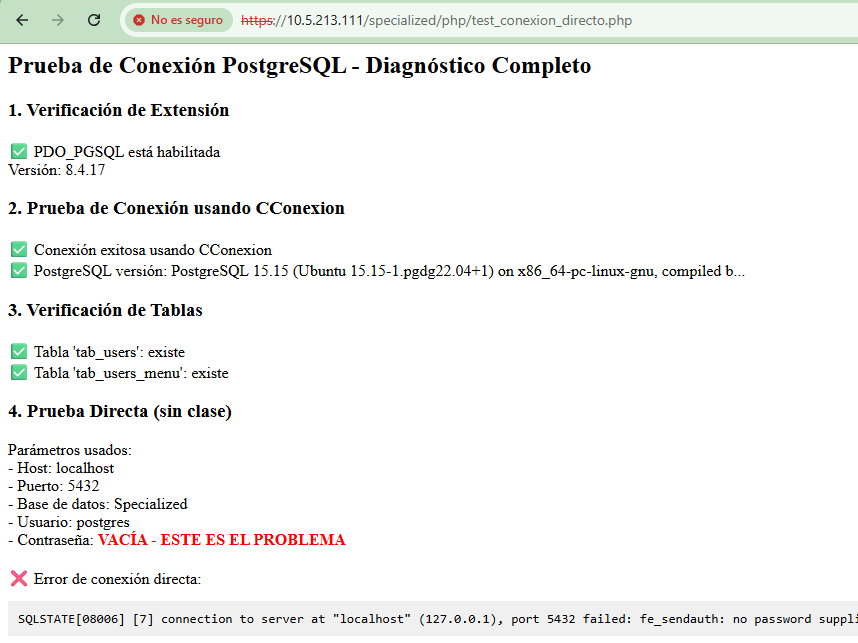 No es seguro https://10.5.213.111/specialized/php/test_conexion_directo.php
Prueba de Conexión PostgreSQL - Diagnóstico Completo
1. Verificación de Extensión
✅ PDO_PGSQL está habilitada
Versión: 8.4.17
2. Prueba de Conexión usando CConexion
✅ Conexión exitosa usando CConexion
✅ PostgreSQL versión: PostgreSQL 15.15 (Ubuntu 15.15-1.pgdg22.04+1) on x86_64-pc-linux-gnu, compiled b...
3. Verificación de Tablas
✅ Tabla 'tab_users': existe
✅ Tabla 'tab_users_menu': existe
4. Prueba Directa (sin clase)
Parámetros usados:
- Host: localhost
- Puerto: 5432
- Base de datos: Specialized
- Usuario: postgres
- Contraseña: VACÍA - ESTE ES EL PROBLEMA
❌ Error de conexión directa:
SQLSTATE[08006] [7] connection to server at "localhost" (127.0.0.1), port 5432 failed: fe_sendauth: no password suppli